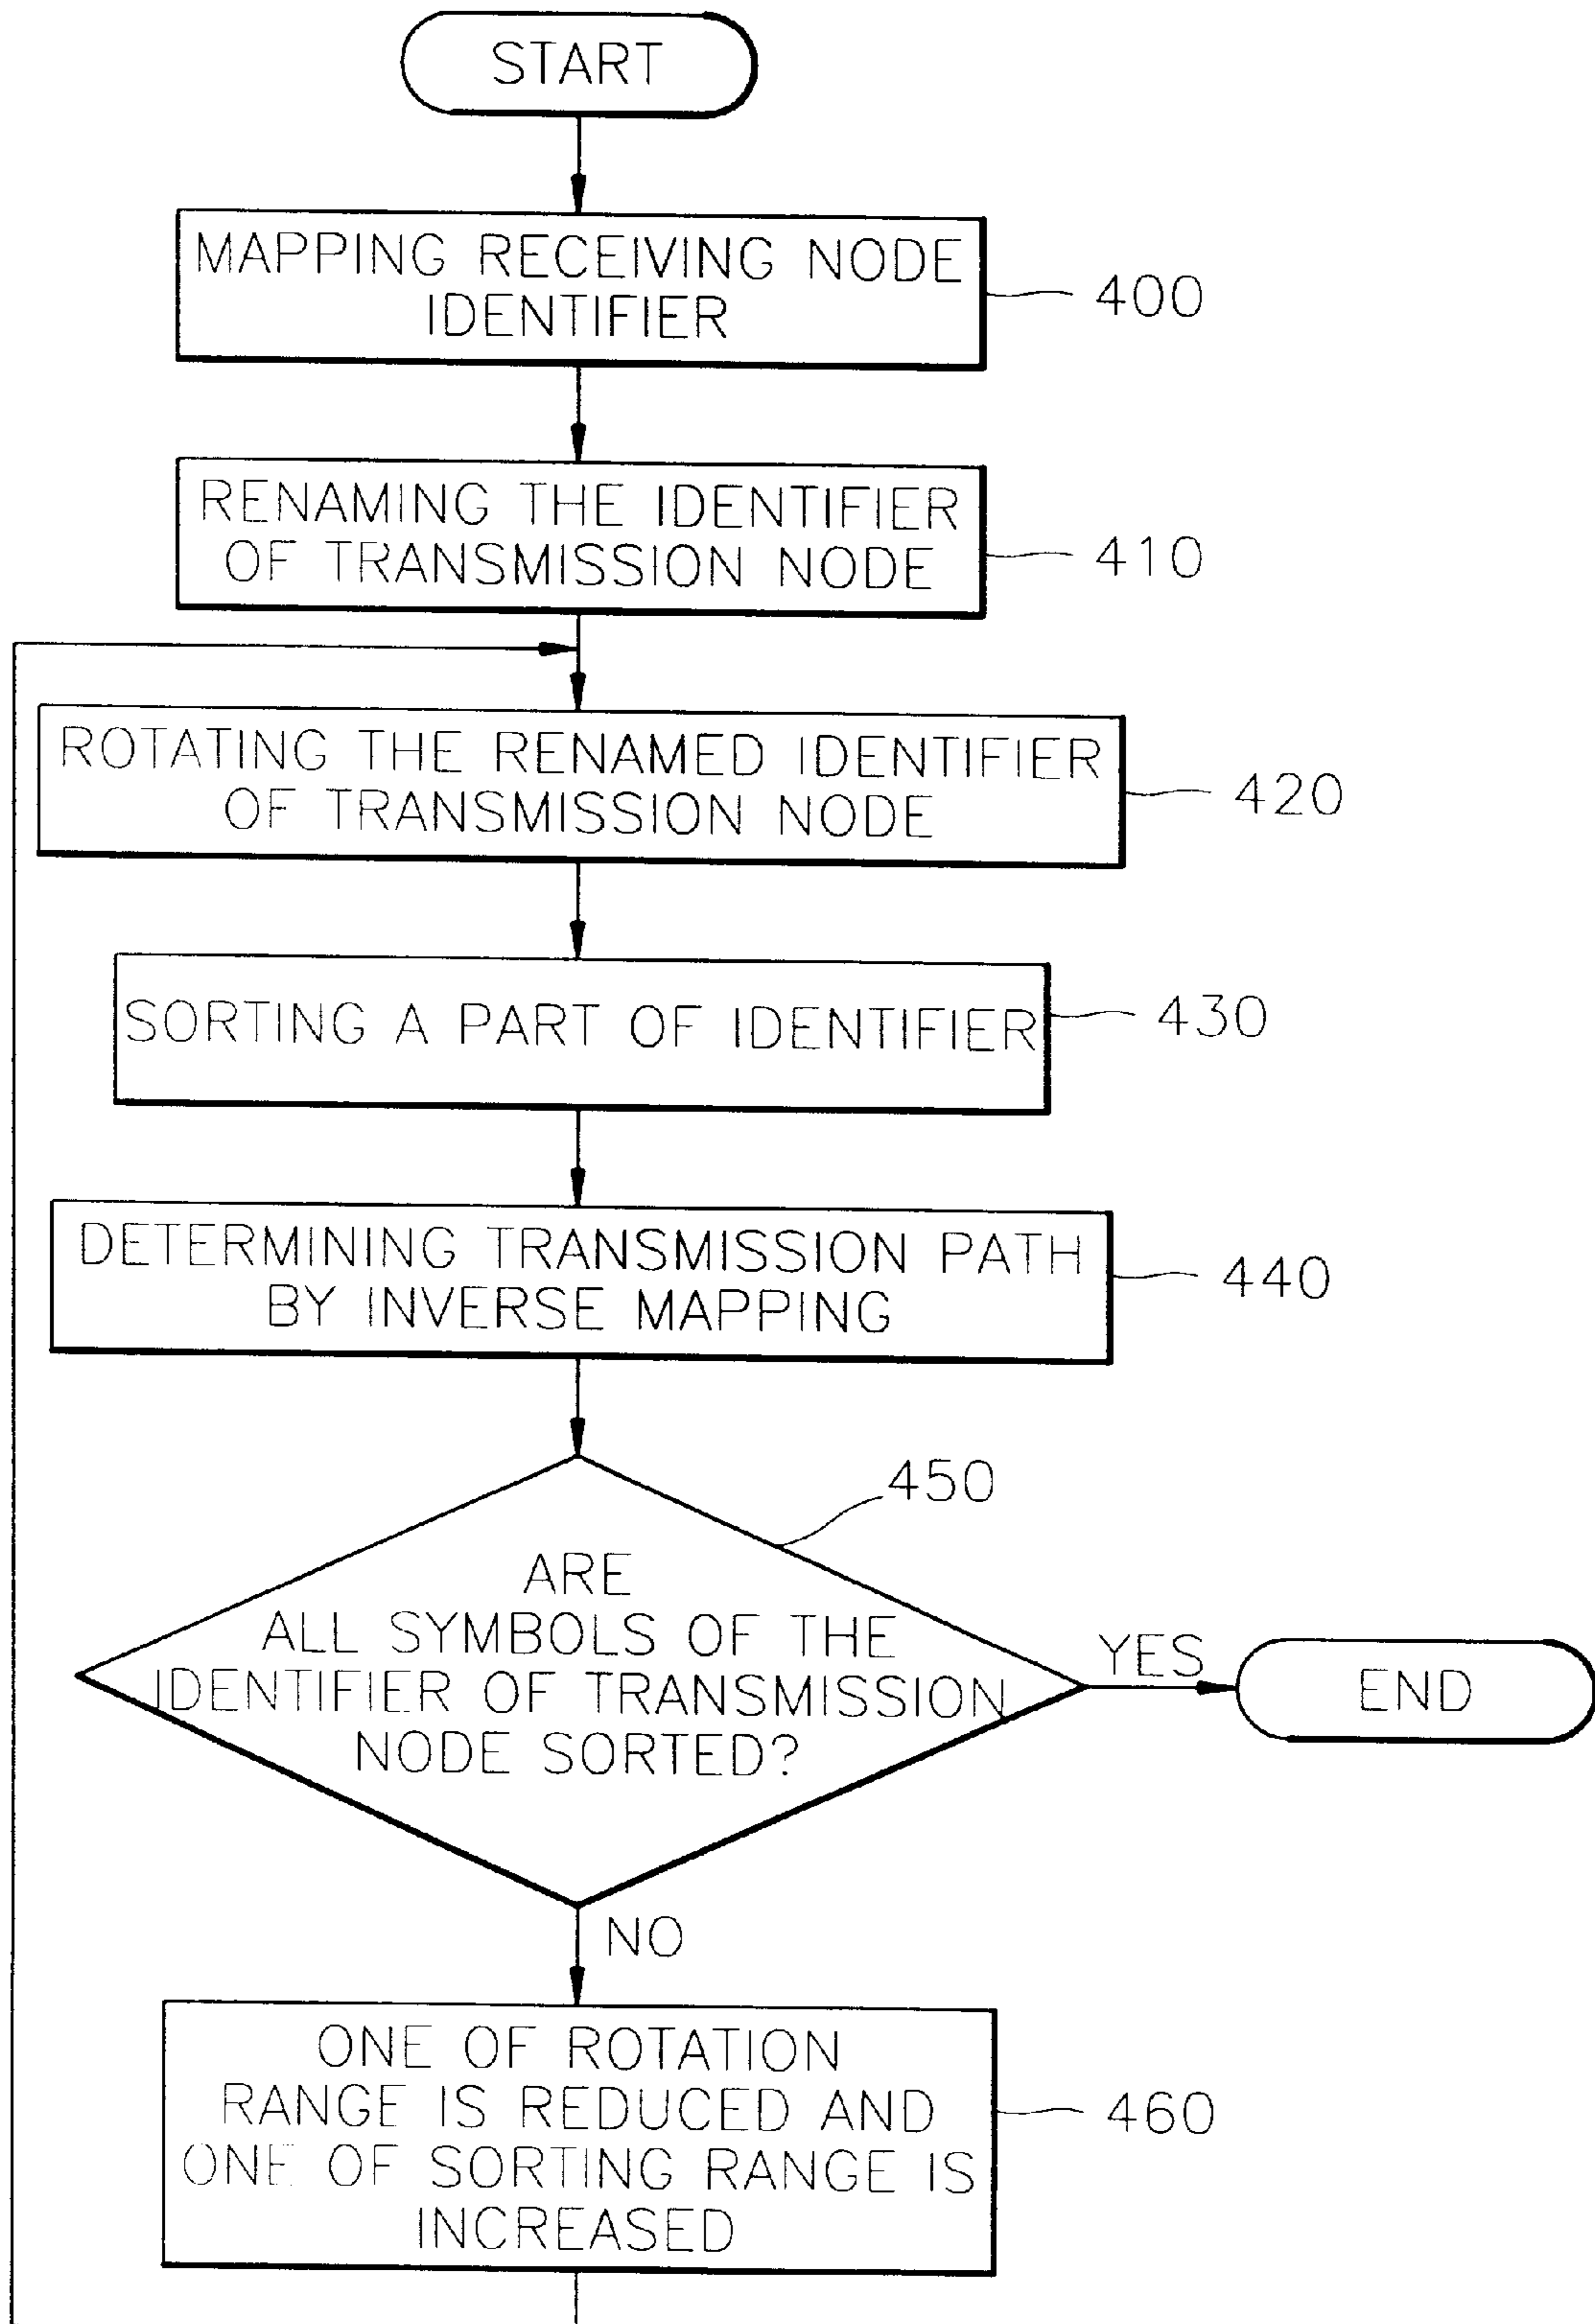 START
MAPPING RECEIVING NODE
IDENTIFIER
400
RENAMING THE IDENTIFIER
OF TRANSMISSION NODE
410
ROTATING THE RENAMED IDENTIFIER
OF TRANSMISSION NODE
420
SORTING A PART OF IDENTIFIER
430
DETERMINING TRANSMISSION PATH
BY INVERSE MAPPING
440
450
ARE
ALL SYMBOLS OF THE
IDENTIFIER OF TRANSMISSION
NODE SORTED?
YES
END
NO
ONE OF ROTATION
RANGE IS REDUCED AND
ONE OF SORTING RANGE IS
INCREASED
460